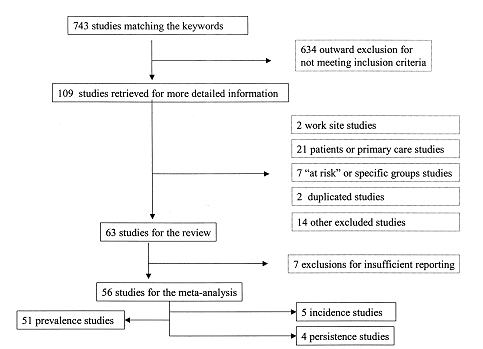 743 studies matching the keywords
634 outward exclusion for
not meeting inclusion criteria
109 studies retrieved for more detailed information
2 work site studies
21 patients or primary care studies
7 “at risk” or specific groups studies
2 duplicated studies
14 other excluded studies
63 studies for the review
7 exclusions for insufficient reporting
56 studies for the meta-analysis
51 prevalence studies
5 incidence studies
4 persistence studies